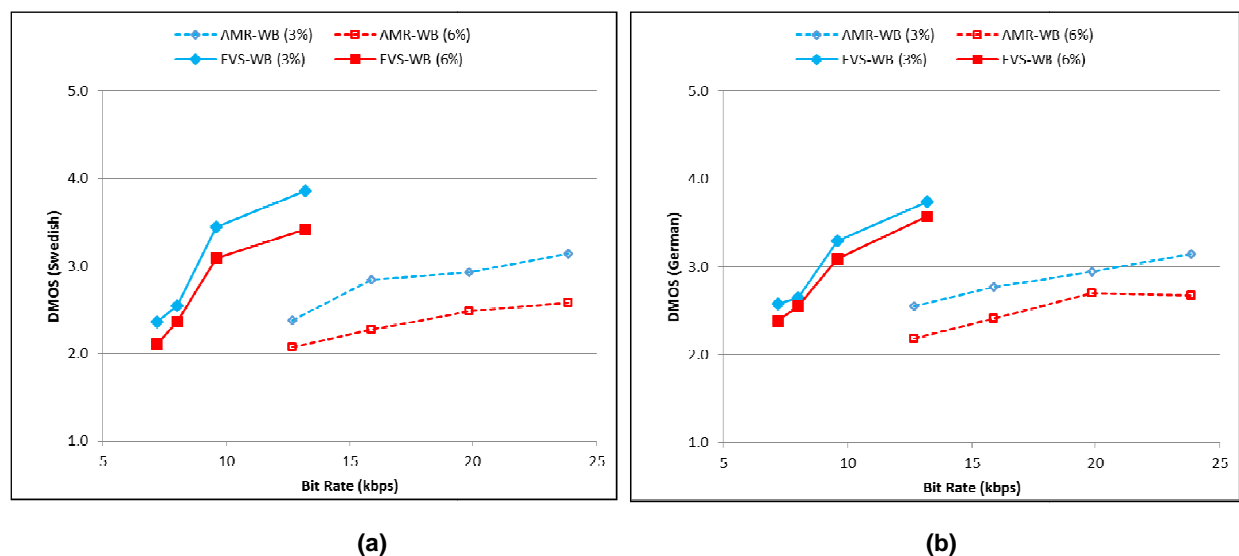 AMR-WB (3%) AMR-WB (6%)
EVS-WB (3%) EVS-WB (6%)
5.0
4.0
3.0
2.0
1.0
DMOS (Swedish)
5 10 15 20 25
Bit Rate (kbps)
(a)
AMR-WB (3%) AMR-WB (6%)
EVS-WB (3%) EVS-WB (6%)
5.0
4.0
3.0
2.0
1.0
DMOS (German)
5 10 15 20 25
Bit Rate (kbps)
(b)